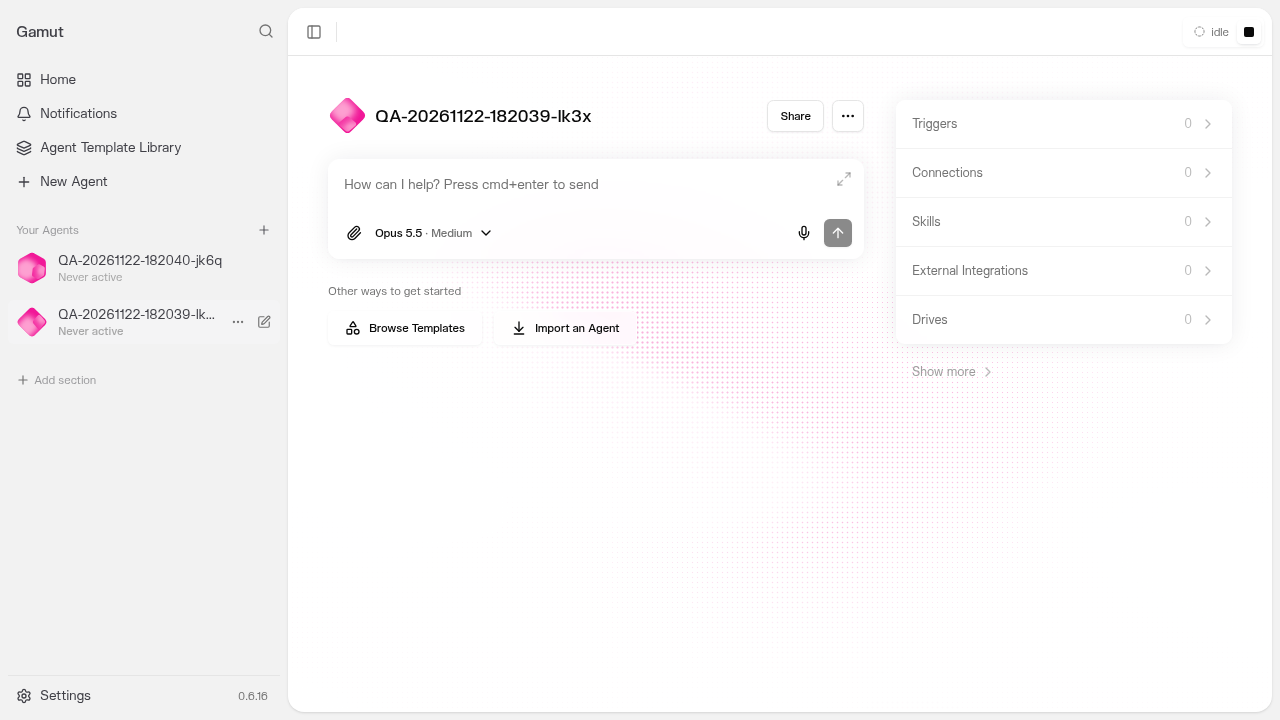 Gamut
Home
Notifications
Agent Template Library
New Agent
Your Agents
QA-20261122-182040-jk6q
Never active
QA-20261122-182039-lk...
Never active
Add section
Settings
0.6.16
idle
QA-20261122-182039-lk3x
Share
How can I help? Press cmd+enter to send
Opus 5.5 · Medium
Other ways to get started
Browse Templates
Import an Agent
Triggers 0
Connections 0
Skills 0
External Integrations 0
Drives 0
Show more